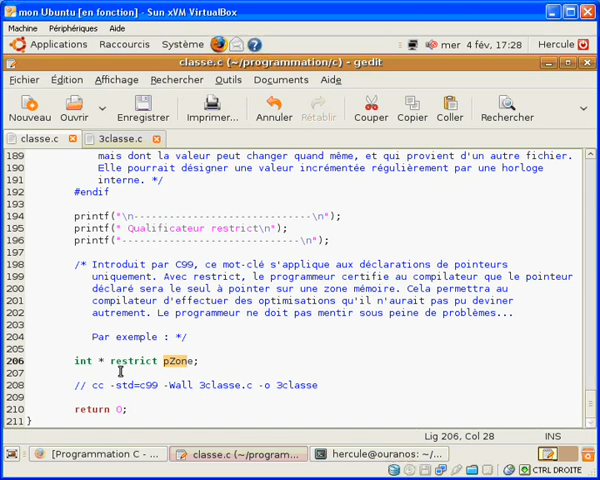 mon Ubuntu [en fonction] - Sun xVM VirtualBox
Machine Périphériques Aide
Applications Raccourcis Système mer 4 fév, 17:28 Hercule
classe.c (~/programmation/c) - gedit
Fichier Édition Affichage Rechercher Outils Documents Aide
Nouveau Ouvrir Enregistrer Imprimer... Annuler Rétablir Couper Copier Coller Rechercher
classe.c 3classe.c
189 mais dont la valeur peut changer quand même, et qui provient d'un autre fichier.
190 Elle pourrait désigner une valeur incrémentée régulièrement par une horloge
191 interne. */
192 #endif
193
194 printf("\n------------------------------\n");
195 printf(" Qualificateur restrict\n");
196 printf("------------------------------\n");
197
198 /* Introduit par C99, ce mot-clé s'applique aux déclarations de pointeurs
199 uniquement. Avec restrict, le programmer certifie au compilateur que le pointeur
200 déclaré sera le seul à pointer sur une zone mémoire. Cela permettra au
201 compilateur d'effectuer des optimisations qu'il n'aurait pas pu deviner
202 autrement. Le programmeur ne doit pas mentir sous peine de problèmes...
203
204 Par exemple : */
205
206 int * restrict pZone;
207
208 // cc -std=c99 -Wall 3classe.c -o 3classe
209
210 return 0;
211 }
Lig 206, Col 28 INS
[Programmation C - ... classe.c (~/program... hercule@ouranos: ~/...
CTRL DROITE